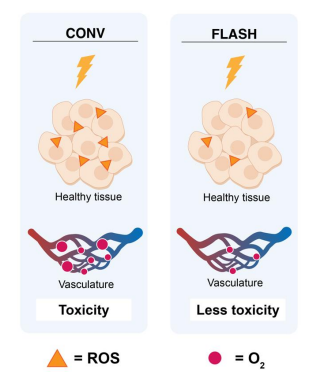 CONV
Healthy tissue
Vasculature
Toxicity
FLASH
Healthy tissue
Vasculature
Less toxicity
= ROS
= O₂